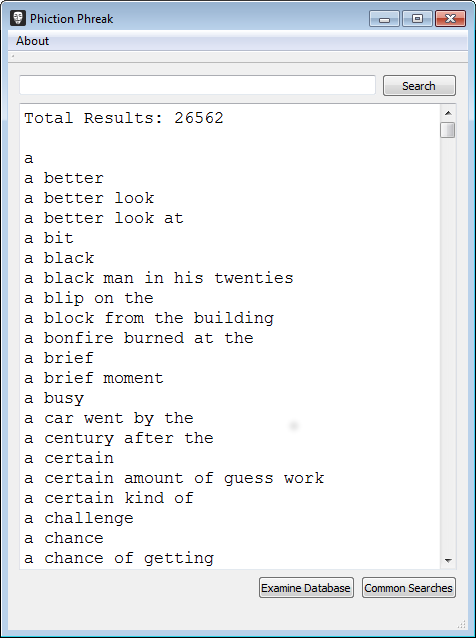 Phiction Phreak
About
Search
Total Results: 26562
a
a better
a better look
a better look at
a bit
a black
a black man in his twenties
a blip on the
a block from the building
a bonfire burned at the
a brief
a brief moment
a busy
a car went by the
a century after the
a certain
a certain amount of guess work
a certain kind of
a challenge
a chance
a chance of getting
Examine Database Common Searches